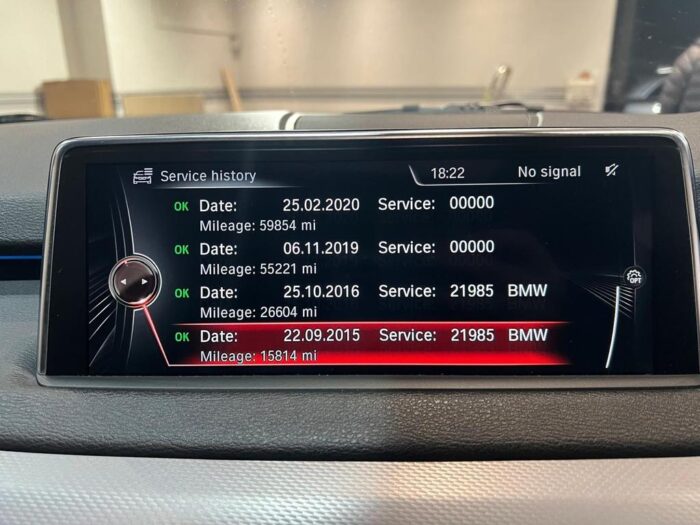 Service history 18:22 No signal
OK Date: 25.02.2020 Service: 00000
Mileage: 59854 mi
OK Date: 06.11.2019 Service: 00000
Mileage: 55221 mi
OK Date: 25.10.2016 Service: 21985 BMW
Mileage: 26604 mi
OK Date: 22.09.2015 Service: 21985 BMW
Mileage: 15814 mi
OPT